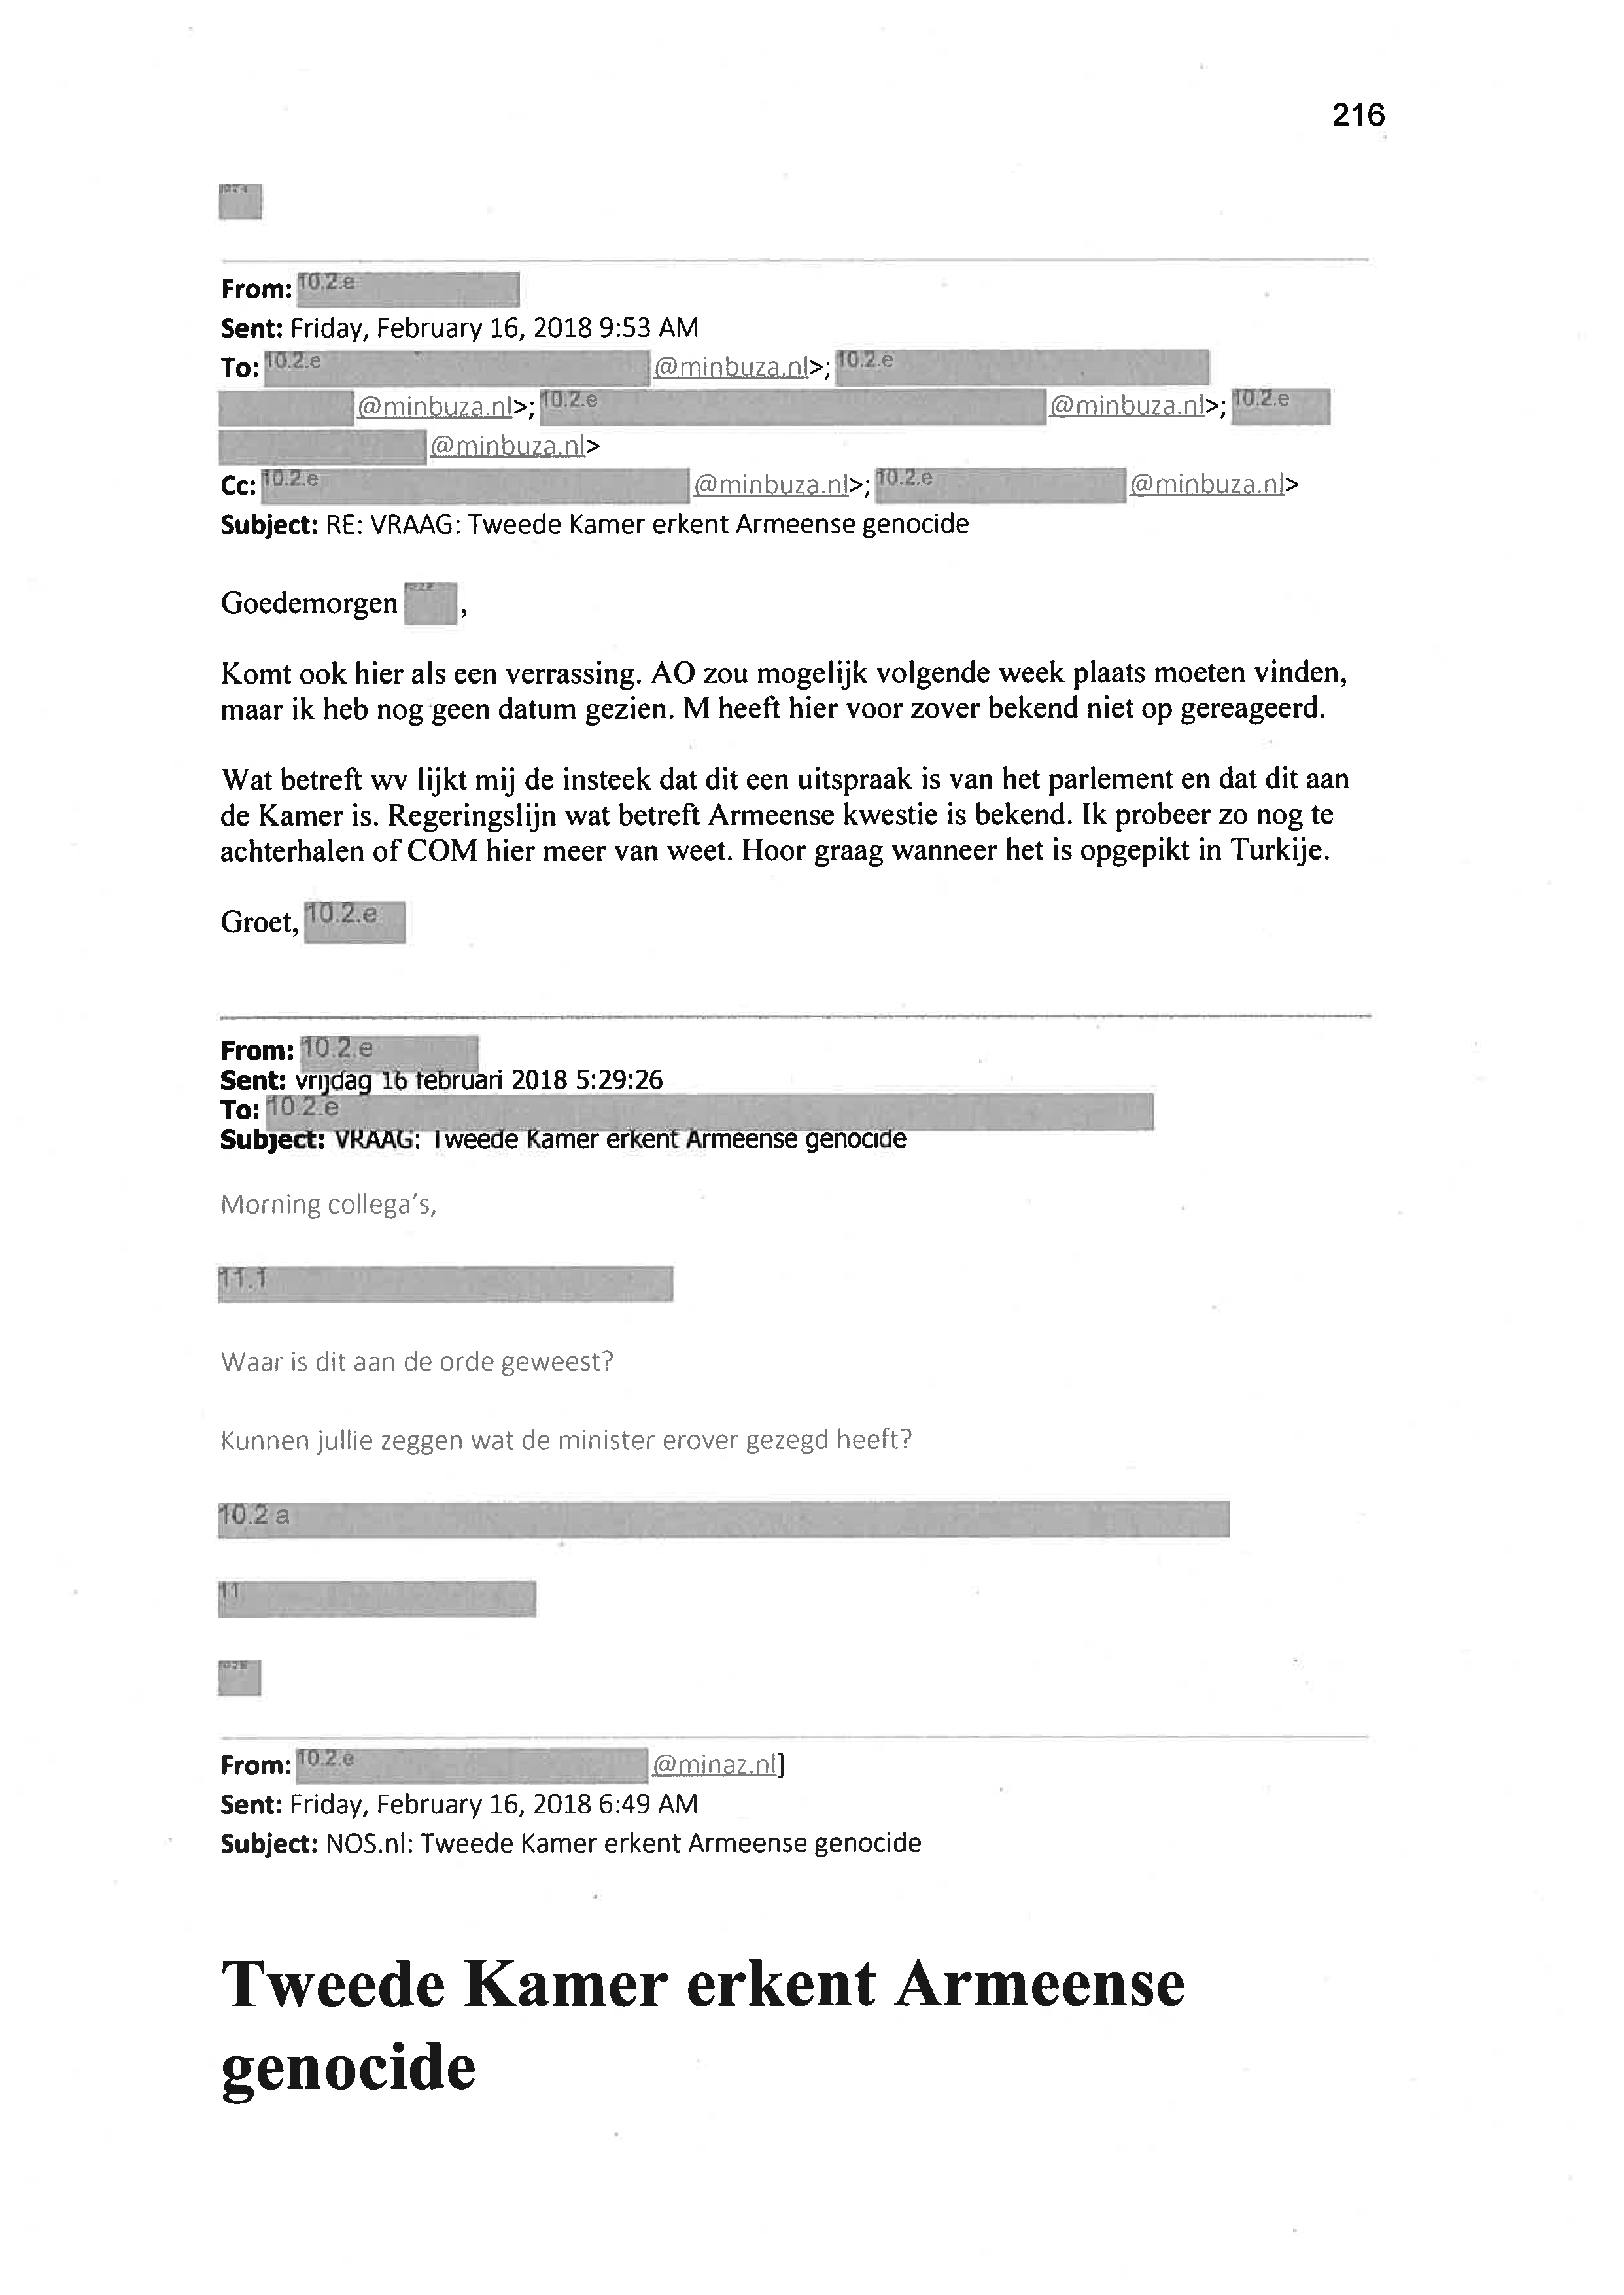 216
From: 10.2.e
Sent: Friday, February 16, 2018 9:53 AM
To: 10.2.e @minbuza.nl>; 10.2.e
@minbuza.nl>; 10.2.e @minbuza.nl>; 10.2.e
@minbuza.nl>
Cc: 10.2.e @minbuza.nl>; 10.2.e @minbuza.nl>
Subject: RE: VRAAG: Tweede Kamer erkent Armeense genocide
Goedemorgen ,
Komt ook hier als een verrassing. AO zou mogelijk volgende week plaats moeten vinden,
maar ik heb nog geen datum gezien. M heeft hier voor zover bekend niet op gereageerd.
Wat betreft wv lijkt mij de insteek dat dit een uitspraak is van het parlement en dat dit aan
de Kamer is. Regeringslijn wat betreft Armeense kwestie is bekend. Ik probeer zo nog te
achterhalen of COM hier meer van weet. Hoor graag wanneer het is opgepikt in Turkije.
Groet, 10.2.e
From: 10.2.e
Sent: vrijdag 16 februari 2018 5:29:26
To: 10.2.e
Subject: VRAAG: Tweede Kamer erkent Armeense genocide
Morning collega's,
11.1
Waar is dit aan de orde geweest?
Kunnen jullie zeggen wat de minister erover gezegd heeft?
10.2 a
11
From: 10.2.e @minaz.nl]
Sent: Friday, February 16, 2018 6:49 AM
Subject: NOS.nl: Tweede Kamer erkent Armeense genocide
Tweede Kamer erkent Armeense
genocide